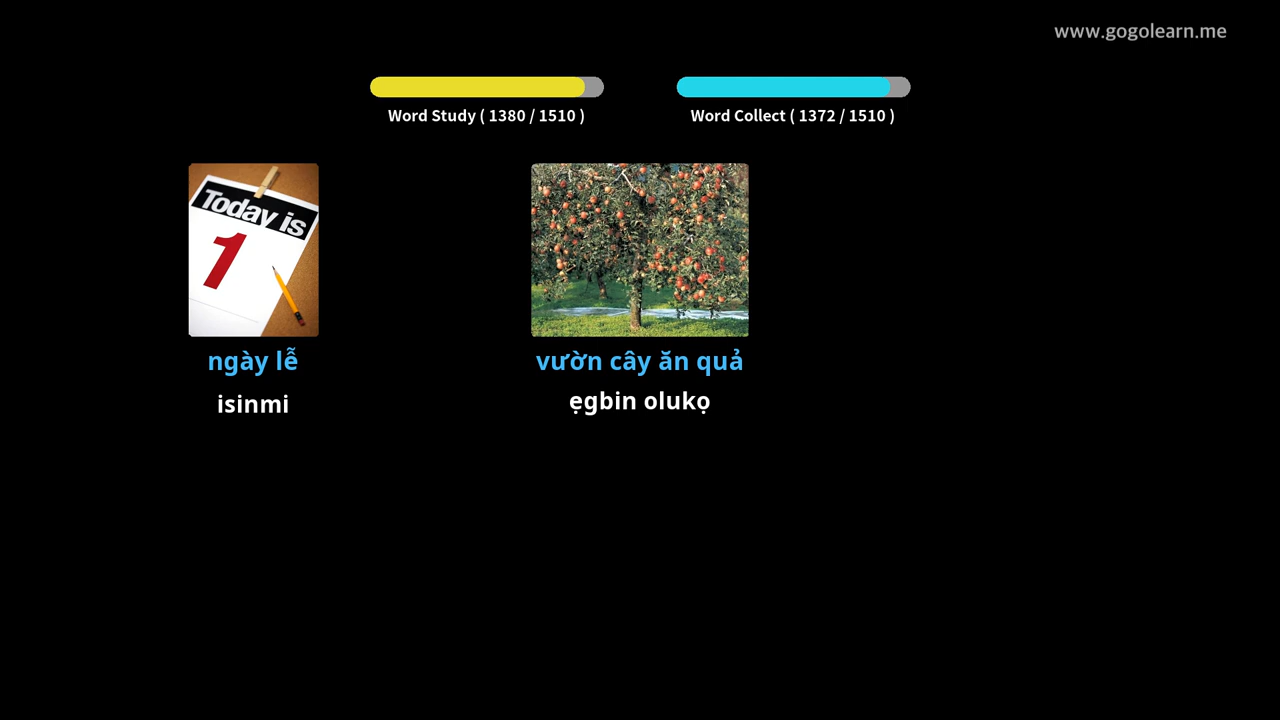 www.gogolearn.me
Word Study ( 1380 / 1510 )
Word Collect ( 1372 / 1510 )
Today is
1
ngày lễ
isinmi
vườn cây ăn quả
ẹgbin olukọ